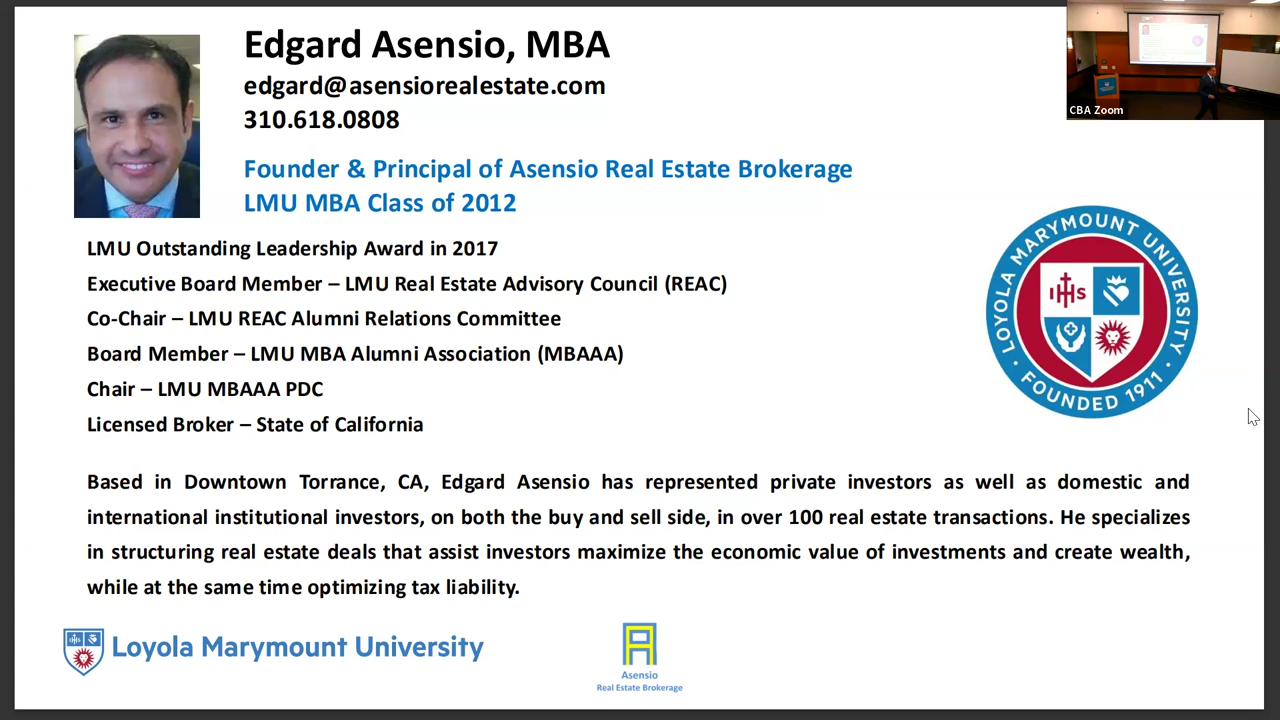 Edgard Asensio, MBA
edgard@asensiorealestate.com
310.618.0808
Founder & Principal of Asensio Real Estate Brokerage
LMU MBA Class of 2012
CBA Zoom
LMU Outstanding Leadership Award in 2017
Executive Board Member – LMU Real Estate Advisory Council (REAC)
Co-Chair – LMU REAC Alumni Relations Committee
Board Member – LMU MBA Alumni Association (MBAAA)
Chair – LMU MBAAA PDC
Licensed Broker – State of California
LOYOLA MARYMOUNT UNIVERSITY
IHS
FOUNDED 1911
Based in Downtown Torrance, CA, Edgard Asensio has represented private investors as well as domestic and
international institutional investors, on both the buy and sell side, in over 100 real estate transactions. He specializes
in structuring real estate deals that assist investors maximize the economic value of investments and create wealth,
while at the same time optimizing tax liability.
IHS
Loyola Marymount University
Asensio
Real Estate Brokerage